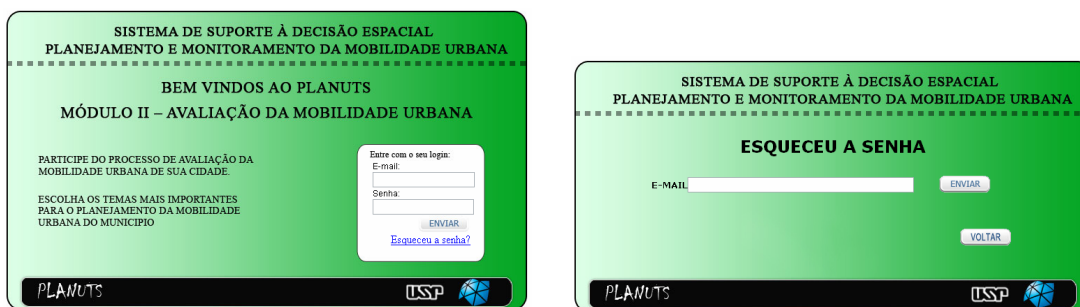 SISTEMA DE SUPORTE À DECISÃO ESPACIAL
PLANEJAMENTO E MONITORAMENTO DA MOBILIDADE URBANA
BEM VINDOS AO PLANUTS
MÓDULO II – AVALIAÇÃO DA MOBILIDADE URBANA
PARTICIPE DO PROCESSO DE AVALIAÇÃO DA
MOBILIDADE URBANA DE SUA CIDADE.
ESCOLHA OS TEMAS MAIS IMPORTANTES
PARA O PLANEJAMENTO DA MOBILIDADE
URBANA DO MUNICIPIO
Entre com o seu login:
E-mail:
Senha:
ENVIAR
Esqueceu a senha?
PLANUTS
USP
SISTEMA DE SUPORTE À DECISÃO ESPACIAL
PLANEJAMENTO E MONITORAMENTO DA MOBILIDADE URBANA
ESQUECEU A SENHA
E-MAIL
ENVIAR
VOLTAR
PLANUTS
USP